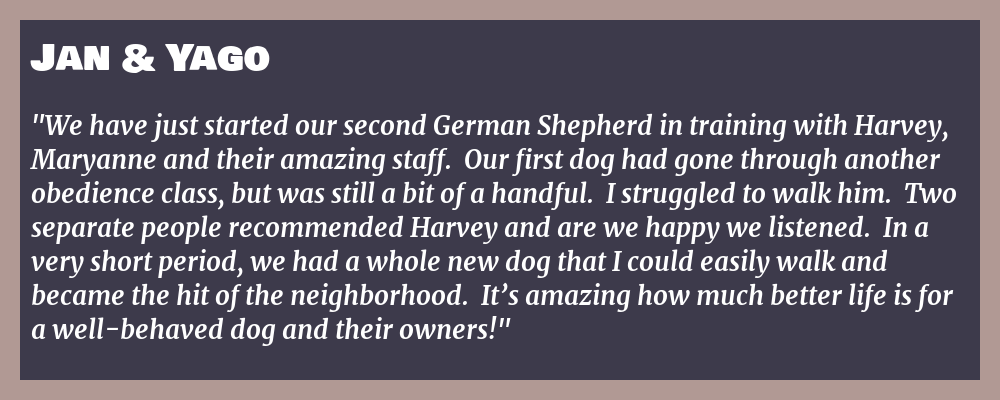 Jan & Yago
"We have just started our second German Shepherd in training with Harvey,
Maryanne and their amazing staff.  Our first dog had gone through another
obedience class, but was still a bit of a handful.  I struggled to walk him.  Two
separate people recommended Harvey and are we happy we listened.  In a
very short period, we had a whole new dog that I could easily walk and
became the hit of the neighborhood.  It’s amazing how much better life is for
a well-behaved dog and their owners!"